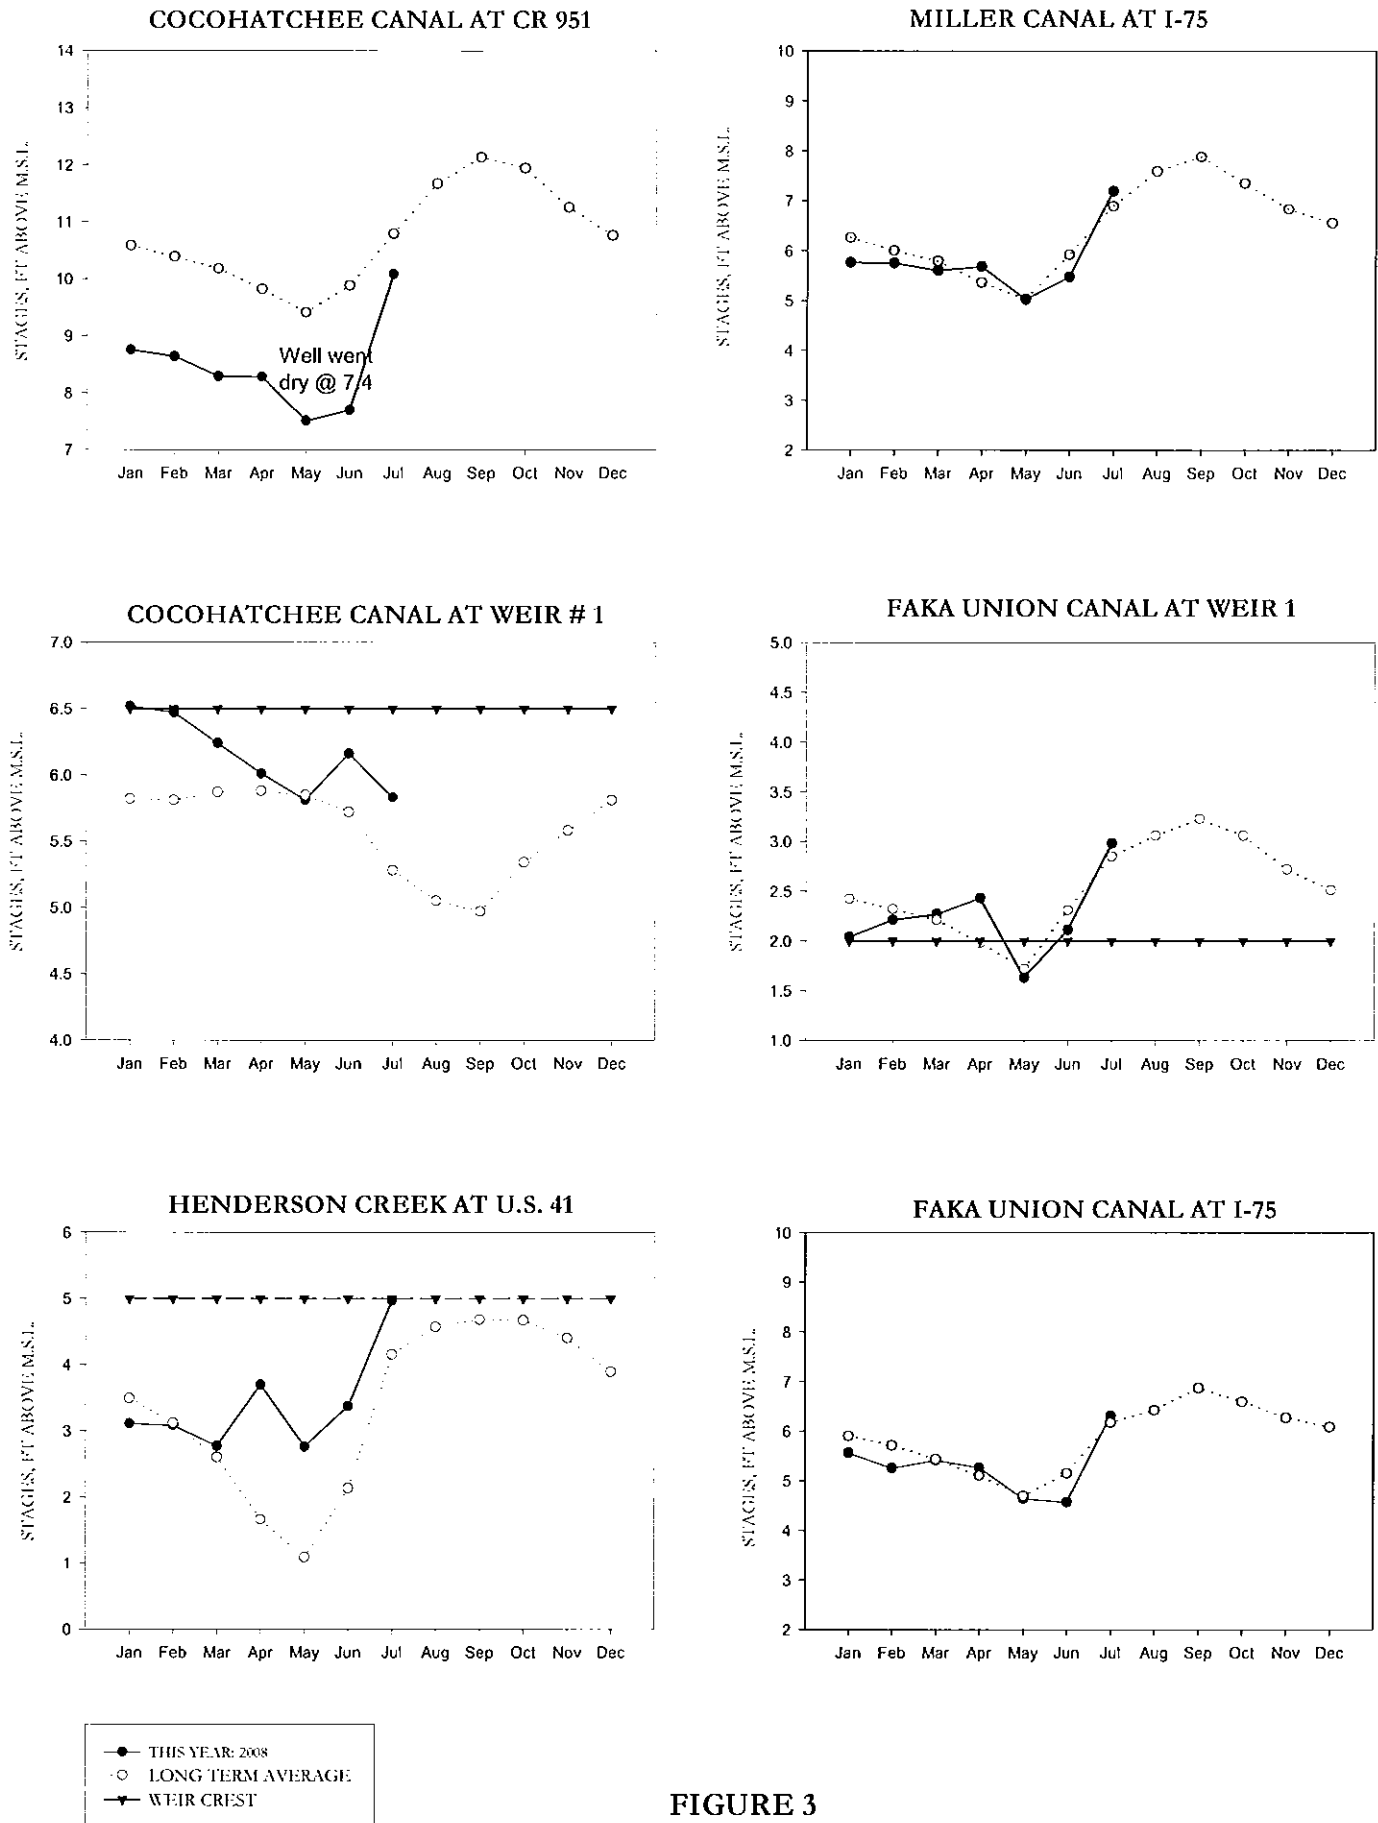 COCOHATCHEE CANAL AT CR 951
STAGES, FT ABOVE M.S.L.
14
13
12
11
10
9
8
7
Well went
dry @ 7.4
Jan Feb Mar Apr May Jun Jul Aug Sep Oct Nov Dec
MILLER CANAL AT I-75
STAGES, FT ABOVE M.S.L.
10
9
8
7
6
5
4
3
2
Jan Feb Mar Apr May Jun Jul Aug Sep Oct Nov Dec
COCOHATCHEE CANAL AT WEIR # 1
STAGES, FT ABOVE M.S.L.
7.0
6.5
6.0
5.5
5.0
4.5
4.0
Jan Feb Mar Apr May Jun Jul Aug Sep Oct Nov Dec
FAKA UNION CANAL AT WEIR 1
STAGES, FT ABOVE M.S.L.
5.0
4.5
4.0
3.5
3.0
2.5
2.0
1.5
1.0
Jan Feb Mar Apr May Jun Jul Aug Sep Oct Nov Dec
HENDERSON CREEK AT U.S. 41
STAGES, FT ABOVE M.S.L.
6
5
4
3
2
1
0
Jan Feb Mar Apr May Jun Jul Aug Sep Oct Nov Dec
FAKA UNION CANAL AT I-75
STAGES, FT ABOVE M.S.L.
10
9
8
7
6
5
4
3
2
Jan Feb Mar Apr May Jun Jul Aug Sep Oct Nov Dec
THIS YEAR: 2008
LONG TERM AVERAGE
WEIR CREST
FIGURE 3